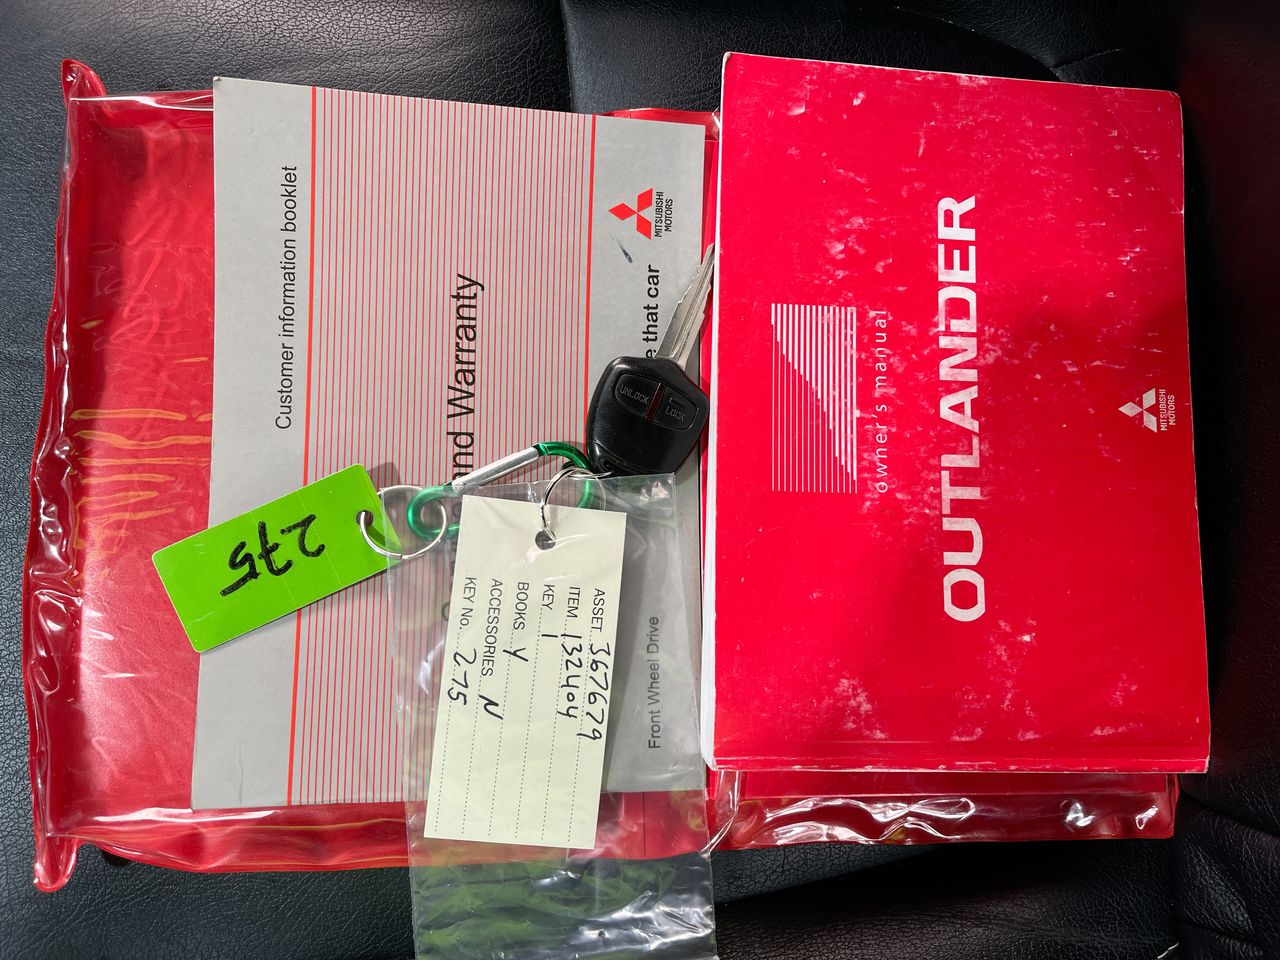 Customer information booklet
and Warranty
e that car
MITSUBISHI
MOTORS
Front Wheel Drive
UNLOCK
LOCK
275
ASSET 367679
ITEM 132404
KEY 1
BOOKS Y
ACCESSORIES N
KEY No. 275
owner's manual
OUTLANDER
MITSUBISHI
MOTORS